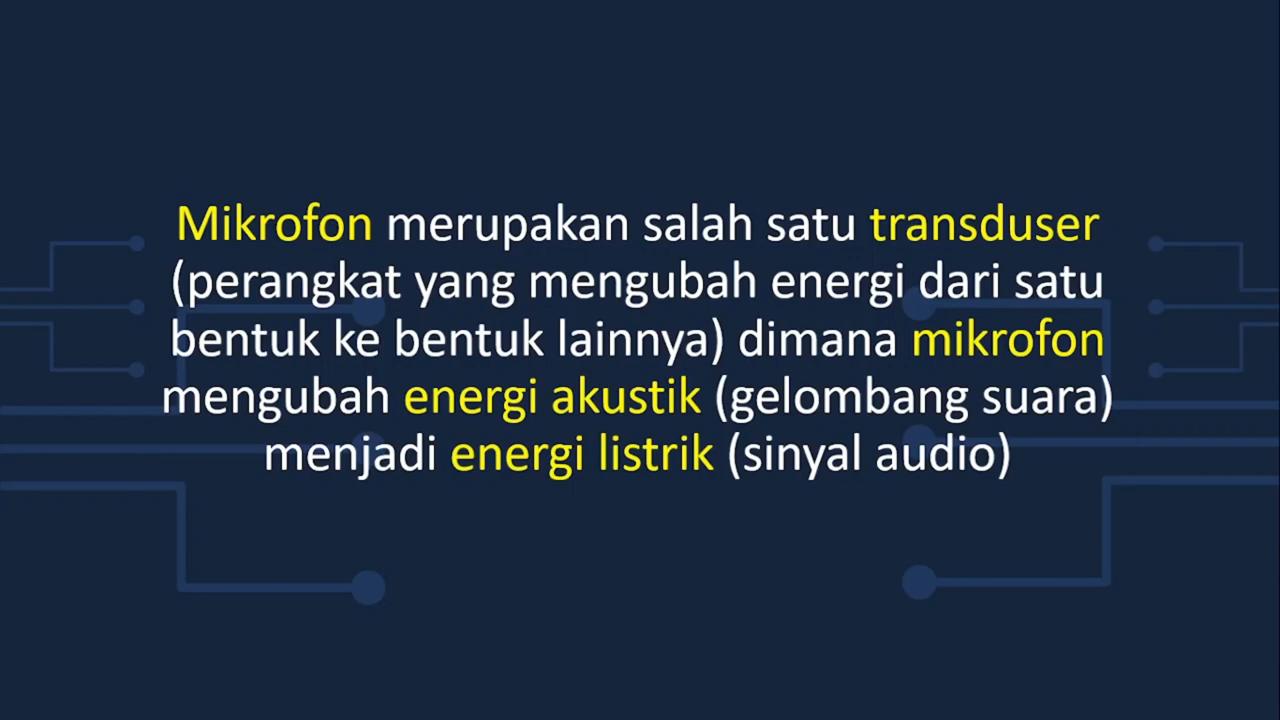 Mikrofon merupakan salah satu transduser
(perangkat yang mengubah energi dari satu
bentuk ke bentuk lainnya) dimana mikrofon
mengubah energi akustik (gelombang suara)
menjadi energi listrik (sinyal audio)